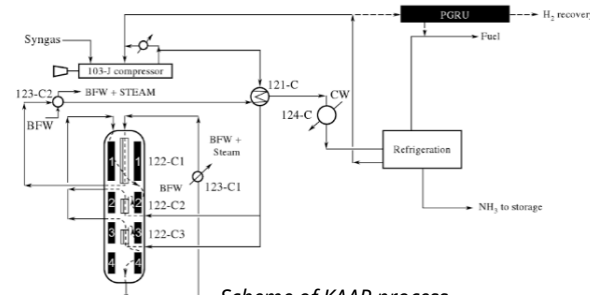 PGRU
H₂ recovery
Syngas
Fuel
103-J compressor
123-C2
BFW + STEAM
121-C
CW
124-C
BFW
BFW +
Steam
Refrigeration
1 1
122-C1
BFW
123-C1
2 2
122-C2
NH₃ to storage
3 3
122-C3
4 4
Scheme of KAAP process